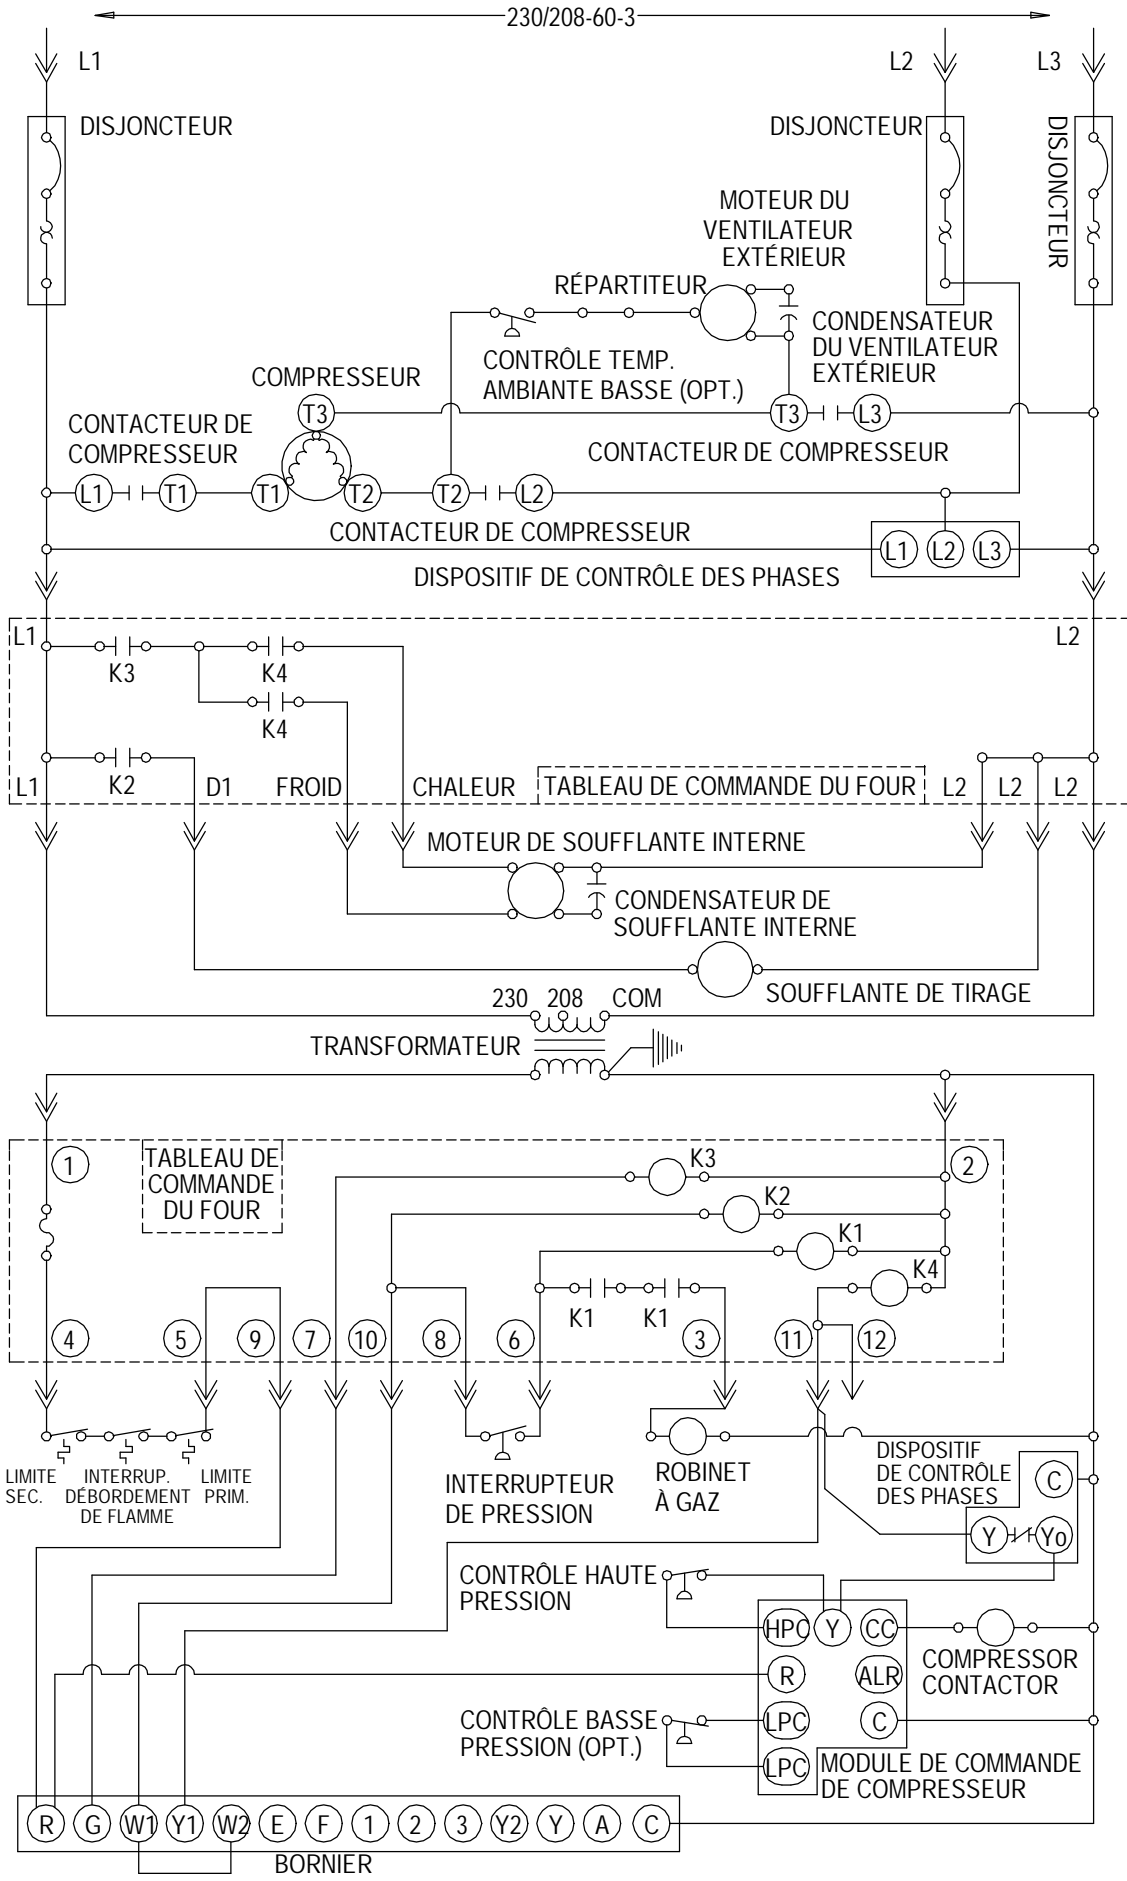 230/208-60-3
L1
L2
L3
DISJONCTEUR
DISJONCTEUR
DISJONCTEUR
MOTEUR DU
VENTILATEUR
EXTÉRIEUR
RÉPARTITEUR
CONDENSATEUR
DU VENTILATEUR
EXTÉRIEUR
CONTRÔLE TEMP.
AMBIANTE BASSE (OPT.)
COMPRESSEUR
T3
T3
L3
CONTACTEUR DE
COMPRESSEUR
CONTACTEUR DE COMPRESSEUR
L1
T1
T1
T2
T2
L2
CONTACTEUR DE COMPRESSEUR
L1
L2
L3
DISPOSITIF DE CONTRÔLE DES PHASES
L1
L2
K3
K4
K4
L1
K2
D1
FROID
CHALEUR
TABLEAU DE COMMANDE DU FOUR
L2
L2
L2
MOTEUR DE SOUFFLANTE INTERNE
CONDENSATEUR DE
SOUFFLANTE INTERNE
SOUFFLANTE DE TIRAGE
230
208
COM
TRANSFORMATEUR
1
TABLEAU DE
COMMANDE
DU FOUR
K3
2
K2
K1
K4
K1
K1
4
5
9
7
10
8
6
3
11
12
LIMITE
SEC.
INTERRUP.
DÉBORDEMENT
DE FLAMME
LIMITE
PRIM.
INTERRUPTEUR
DE PRESSION
ROBINET
À GAZ
DISPOSITIF
DE CONTRÔLE
DES PHASES
C
Y
Yo
CONTRÔLE HAUTE
PRESSION
HPC
Y
CC
COMPRESSOR
CONTACTOR
R
ALR
CONTRÔLE BASSE
PRESSION (OPT.)
LPC
C
LPC
MODULE DE COMMANDE
DE COMPRESSEUR
R
G
W1
Y1
W2
E
F
1
2
3
Y2
Y
A
C
BORNIER